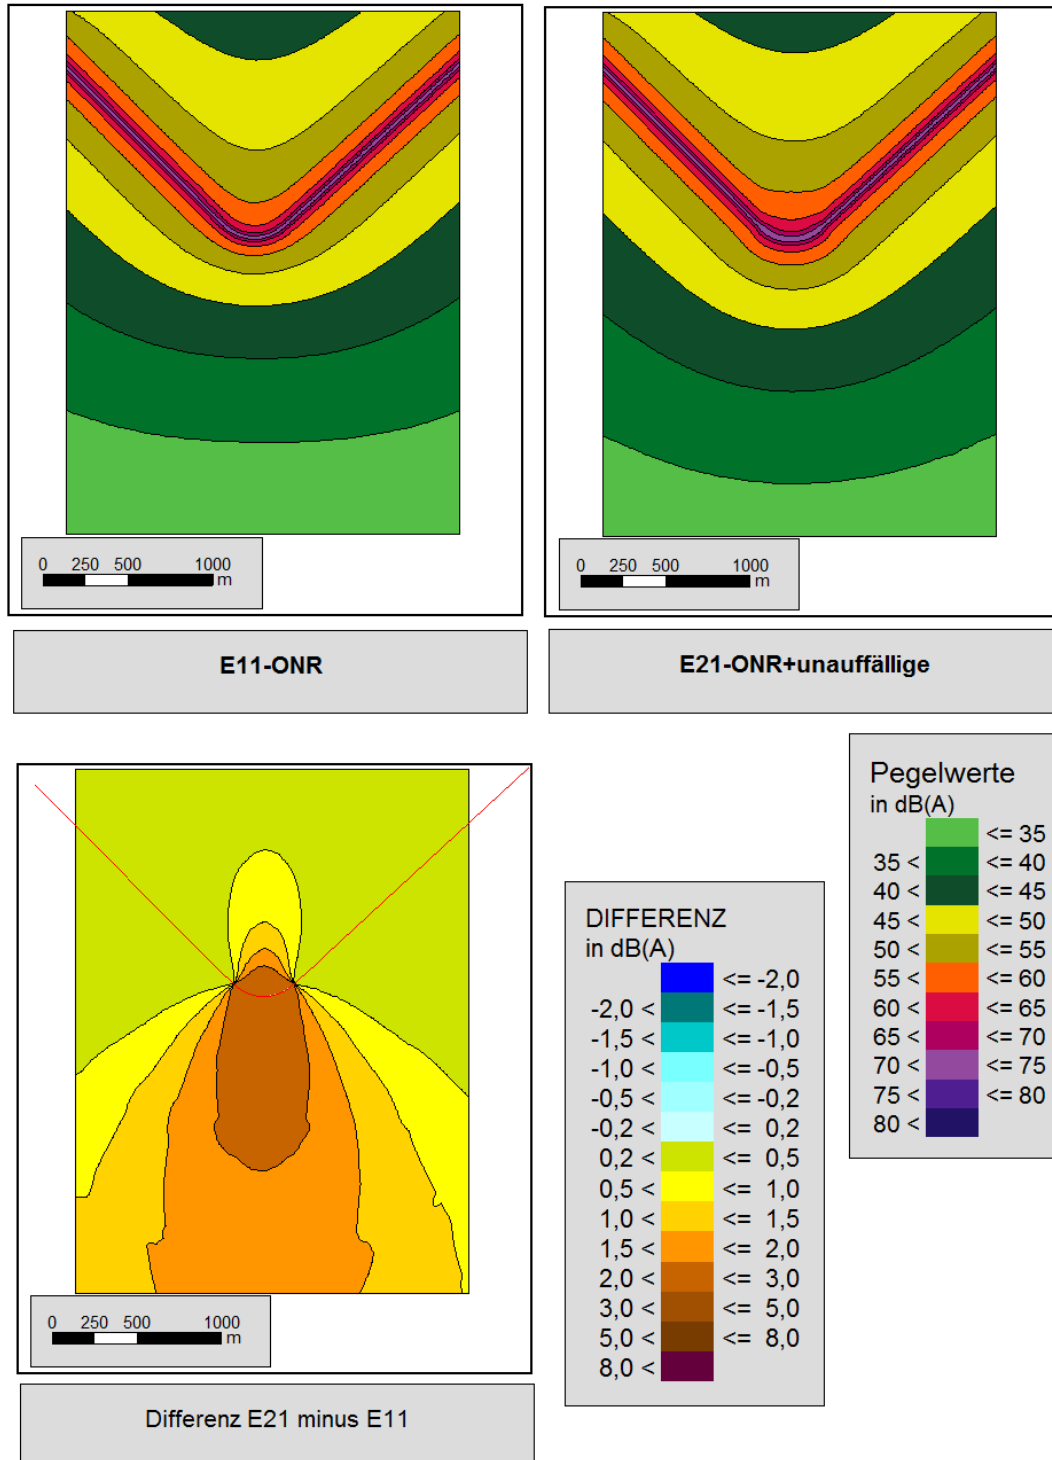 0 250 500 1000
m
0 250 500 1000
m
E11-ONR
E21-ONR+unauffällige
Pegelwerte
in dB(A)
<= 35
35 < <= 40
40 < <= 45
45 < <= 50
50 < <= 55
55 < <= 60
60 < <= 65
65 < <= 70
70 < <= 75
75 < <= 80
80 <
DIFFERENZ
in dB(A)
<= -2,0
-2,0 < <= -1,5
-1,5 < <= -1,0
-1,0 < <= -0,5
-0,5 < <= -0,2
-0,2 < <= 0,2
0,2 < <= 0,5
0,5 < <= 1,0
1,0 < <= 1,5
1,5 < <= 2,0
2,0 < <= 3,0
3,0 < <= 5,0
5,0 < <= 8,0
8,0 <
0 250 500 1000
m
Differenz E21 minus E11